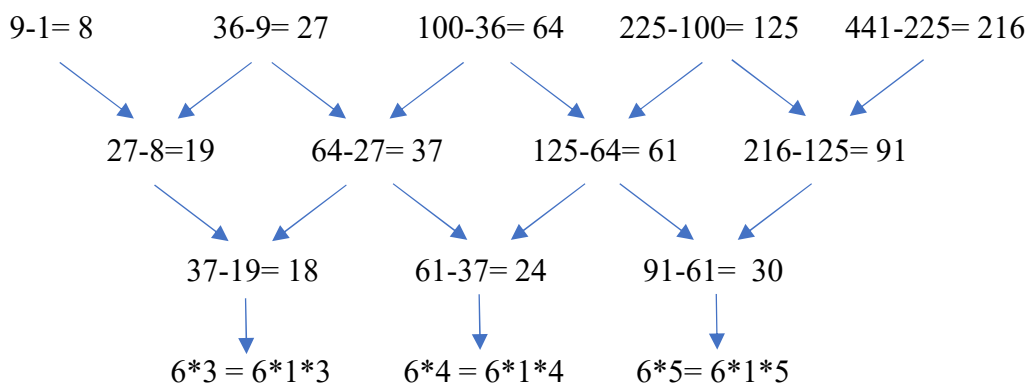 9-1= 8 36-9= 27 100-36= 64 225-100= 125 441-225= 216
27-8=19 64-27= 37 125-64= 61 216-125= 91
37-19= 18 61-37= 24 91-61= 30
6*3 = 6*1*3 6*4 = 6*1*4 6*5= 6*1*5